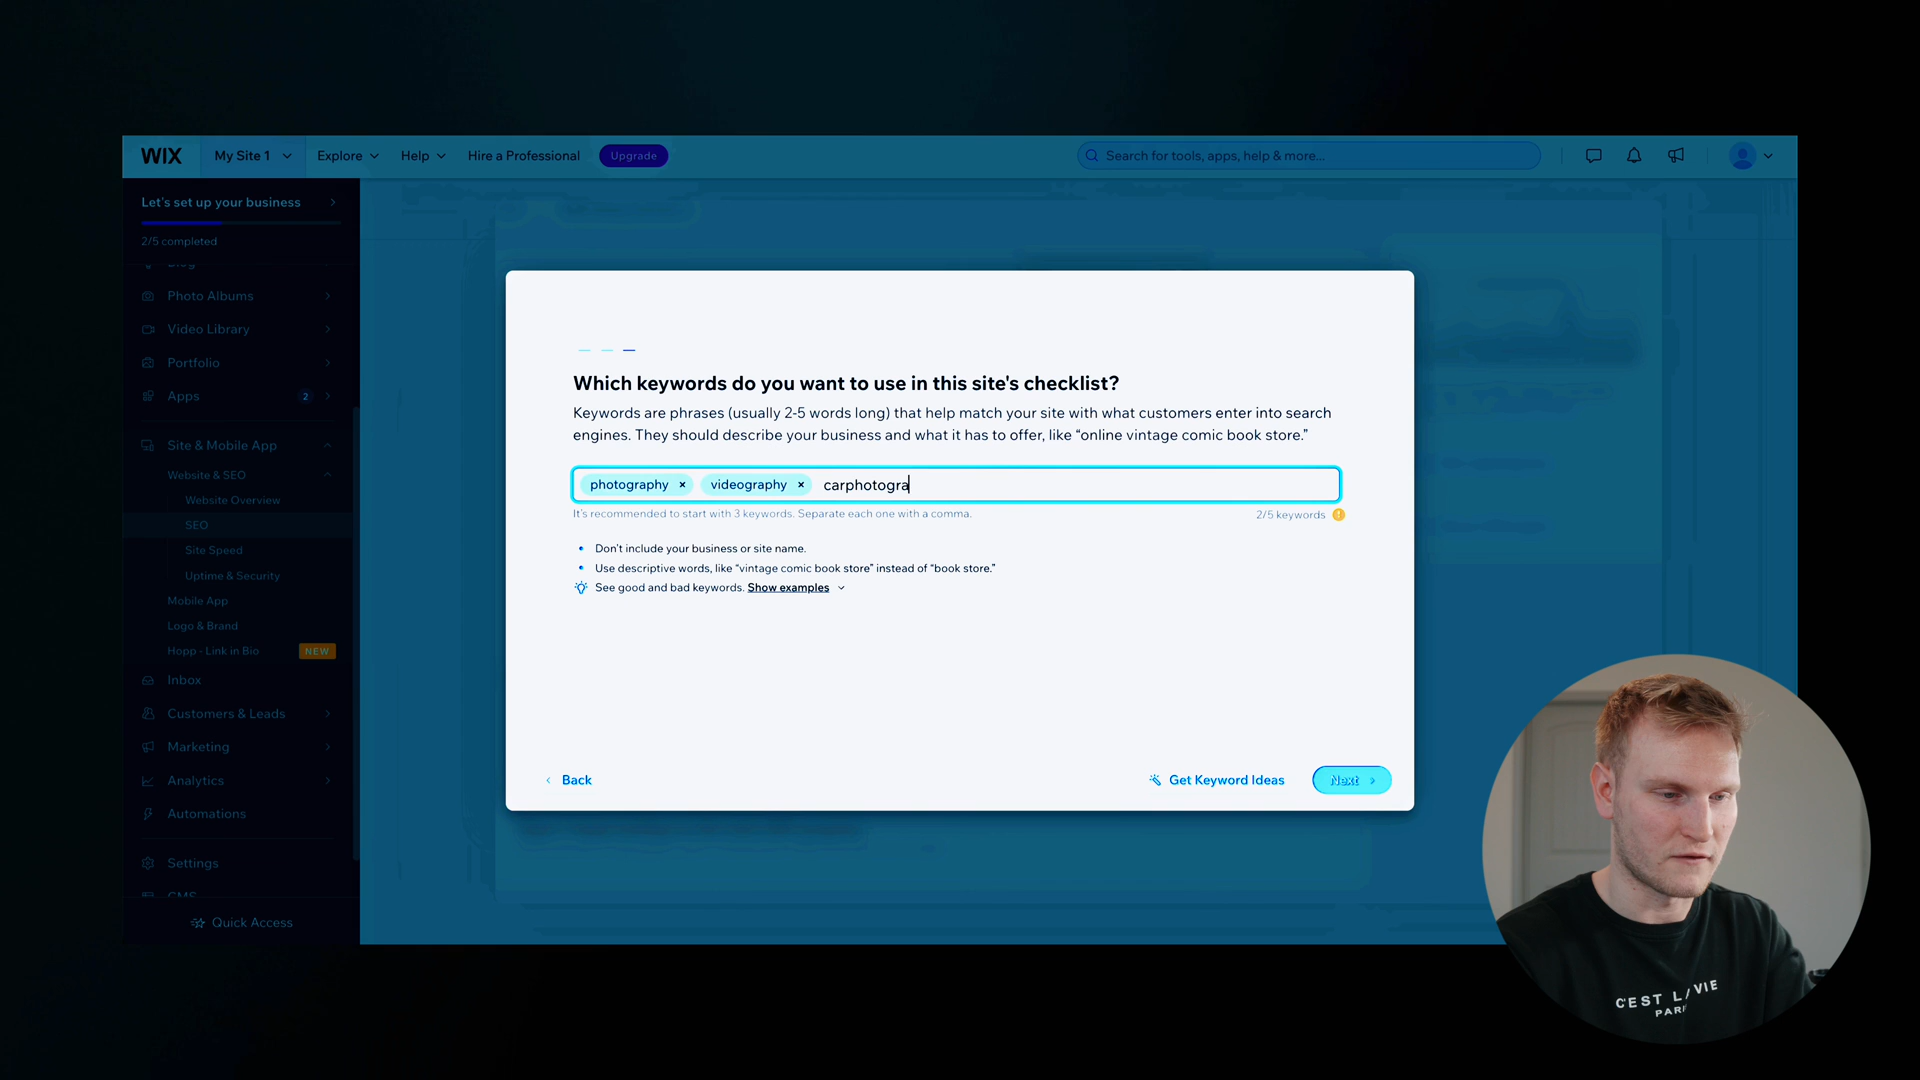 WIX
My Site 1
Explore
Help
Hire a Professional
Upgrade
Search for tools, apps, help & more...
Let's set up your business
2/5 completed
Blog
Photo Albums
Video Library
Portfolio
Apps
2
Site & Mobile App
Website & SEO
Website Overview
SEO
Site Speed
Uptime & Security
Mobile App
Logo & Brand
Hopp - Link in Bio
NEW
Inbox
Customers & Leads
Marketing
Analytics
Automations
Settings
CMS
Quick Access
Which keywords do you want to use in this site's checklist?
Keywords are phrases (usually 2-5 words long) that help match your site with what customers enter into search
engines. They should describe your business and what it has to offer, like “online vintage comic book store.”
photography × videography × carphotogra
It's recommended to start with 3 keywords. Separate each one with a comma.
2/5 keywords
Don't include your business or site name.
Use descriptive words, like “vintage comic book store” instead of “book store.”
See good and bad keywords. Show examples
Back
Get Keyword Ideas
Next
C'EST LA VIE